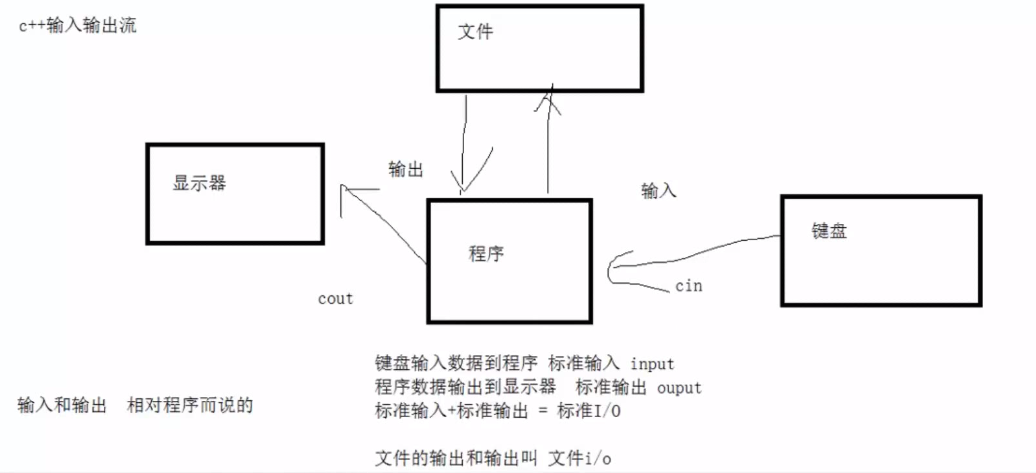 c++输入输出流
文件
显示器
输出
输入
程序
键盘
cout
cin
键盘输入数据到程序 标准输入 input
程序数据输出到显示器 标准输出 ouput
输入和输出 相对程序而说的
标准输入+标准输出 = 标准I/O
文件的输出和输出叫 文件i/o